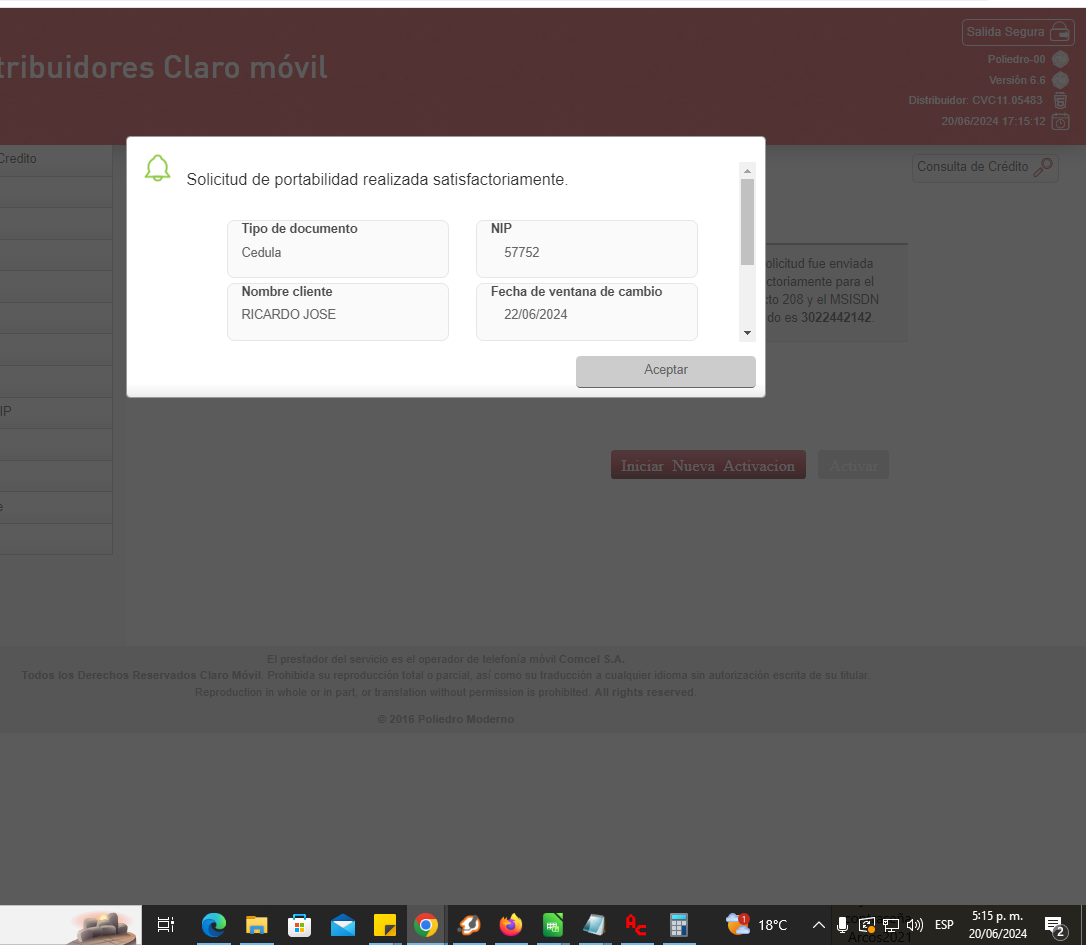 Salida Segura
tribuidores Claro móvil
Poliedro-00
Versión 6.6
Distribuidor: CVC11.05483
20/06/2024 17:15:12
Credito
Consulta de Crédito
Solicitud de portabilidad realizada satisfactoriamente.
Tipo de documento
Cedula
NIP
57752
Nombre cliente
RICARDO JOSE
Fecha de ventana de cambio
22/06/2024
Aceptar
olicitud fue enviada
ctoriamente para el
to 208 y el MSISDN
do es 3022442142.
IP
e
Iniciar Nueva Activacion
Activar
El prestador del servicio es el operador de telefonía móvil Comcel S.A.
Todos los Derechos Reservados Claro Móvil. Prohibida su reproducción total o parcial, así como su traducción a cualquier idioma sin autorización escrita de su titular.
Reproduction in whole or in part, or translation without permission is prohibited. All rights reserved.
© 2016 Poliedro Moderno
1
18°C
ESP
5:15 p. m.
20/06/2024
2
Arcos2021